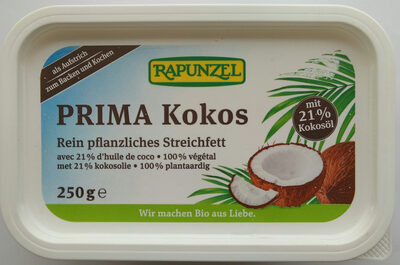 als Aufstrich
zum Backen und Kochen
RAPUNZEL
PRIMA Kokos
mit
21%
Kokosöl
Rein pflanzliches Streichfett
avec 21% d'huile de coco • 100% végétal
met 21% kokosolie • 100% plantaardig
250 g e
Wir machen Bio aus Liebe.